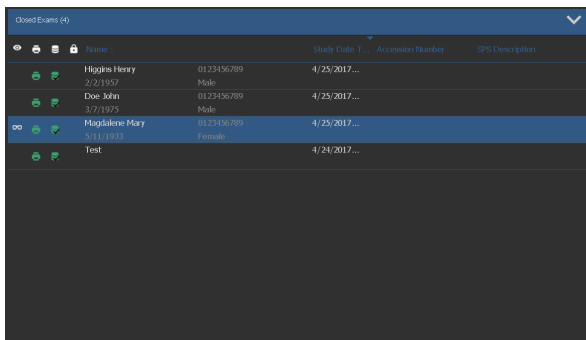 Closed Exams (4)
Name : Study Date T... Accession Number SPS Description
Higgins Henry 0123456789 4/25/2017...
2/2/1957 Male
Doe John 0123456789 4/25/2017...
3/7/1975 Male
Magdalene Mary 0123456789 4/25/2017...
5/11/1933 Female
Test 4/24/2017...